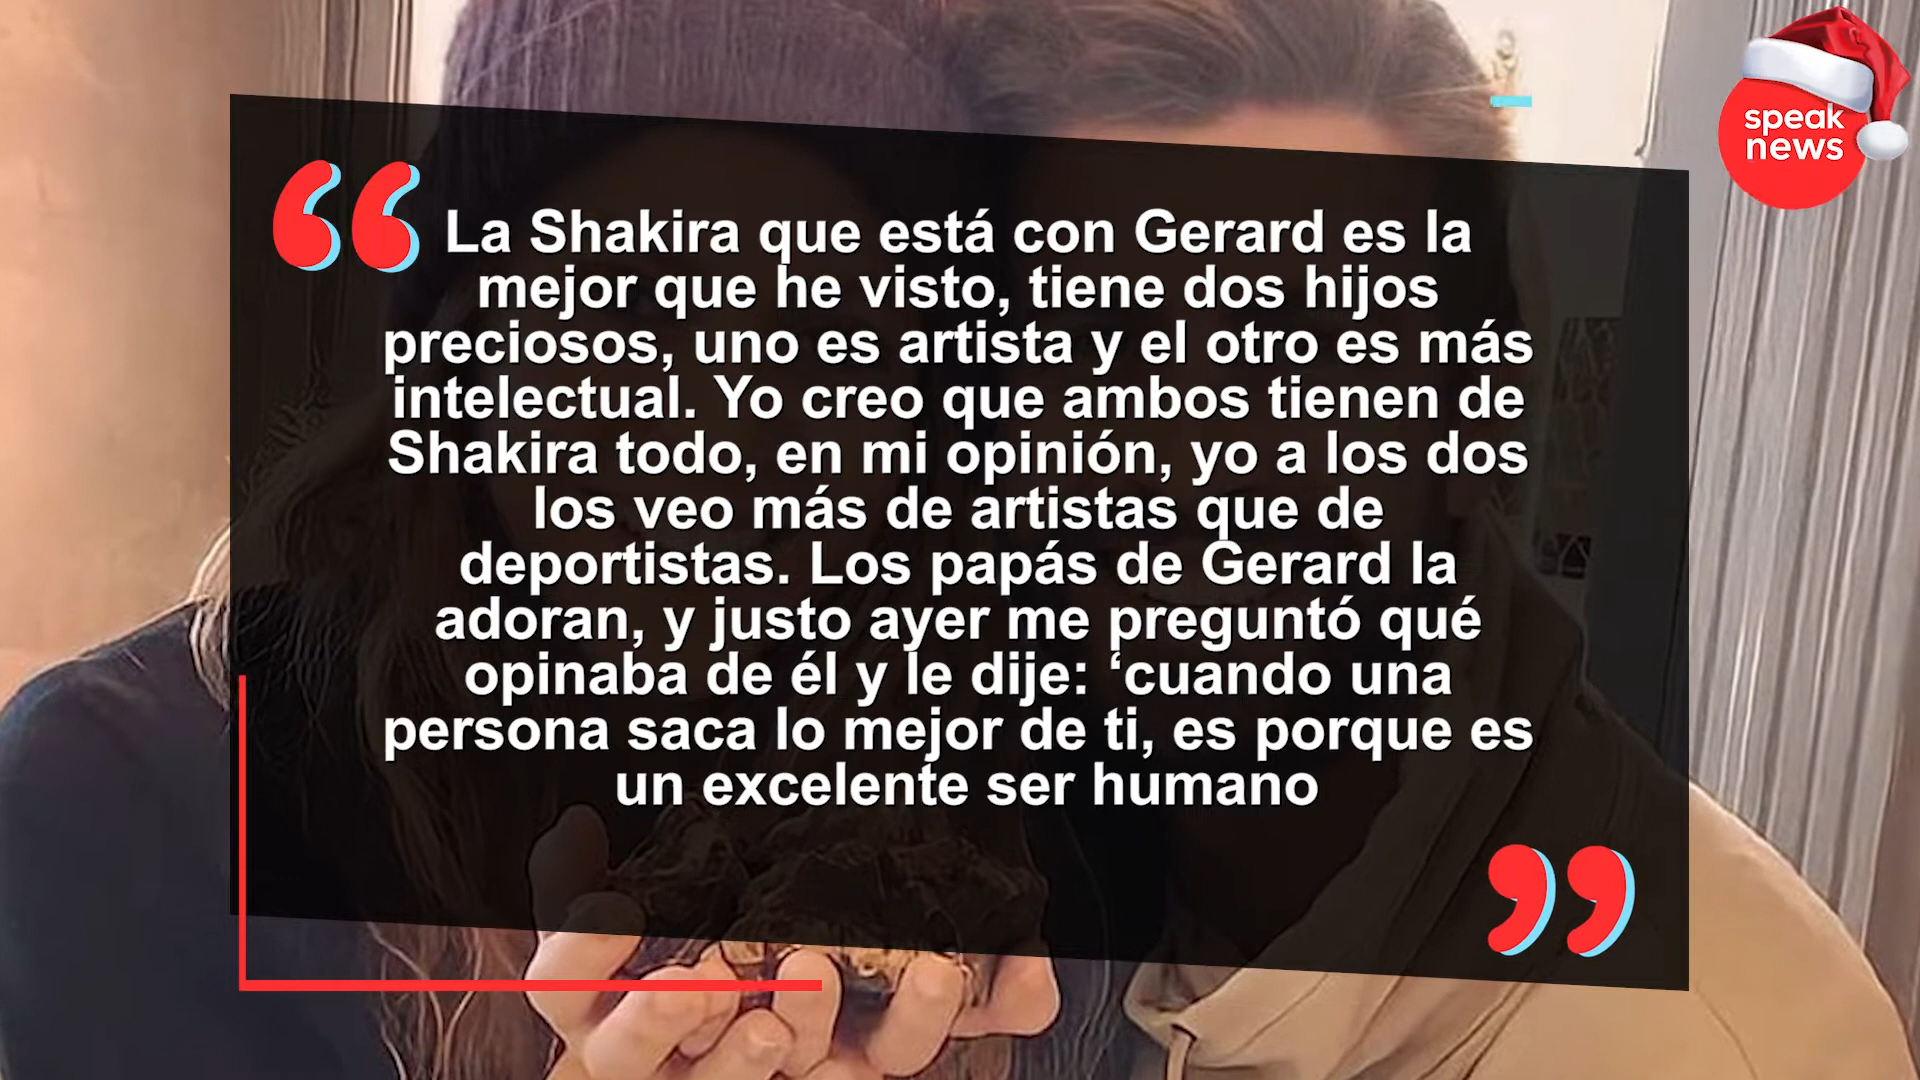 speak
news
“
La Shakira que está con Gerard es la
mejor que he visto, tiene dos hijos
preciosos, uno es artista y el otro es más
intelectual. Yo creo que ambos tienen de
Shakira todo, en mi opinión, yo a los dos
los veo más de artistas que de
deportistas. Los papás de Gerard la
adoran, y justo ayer me preguntó qué
opinaba de él y le dije: ‘cuando una
persona saca lo mejor de ti, es porque es
un excelente ser humano
”